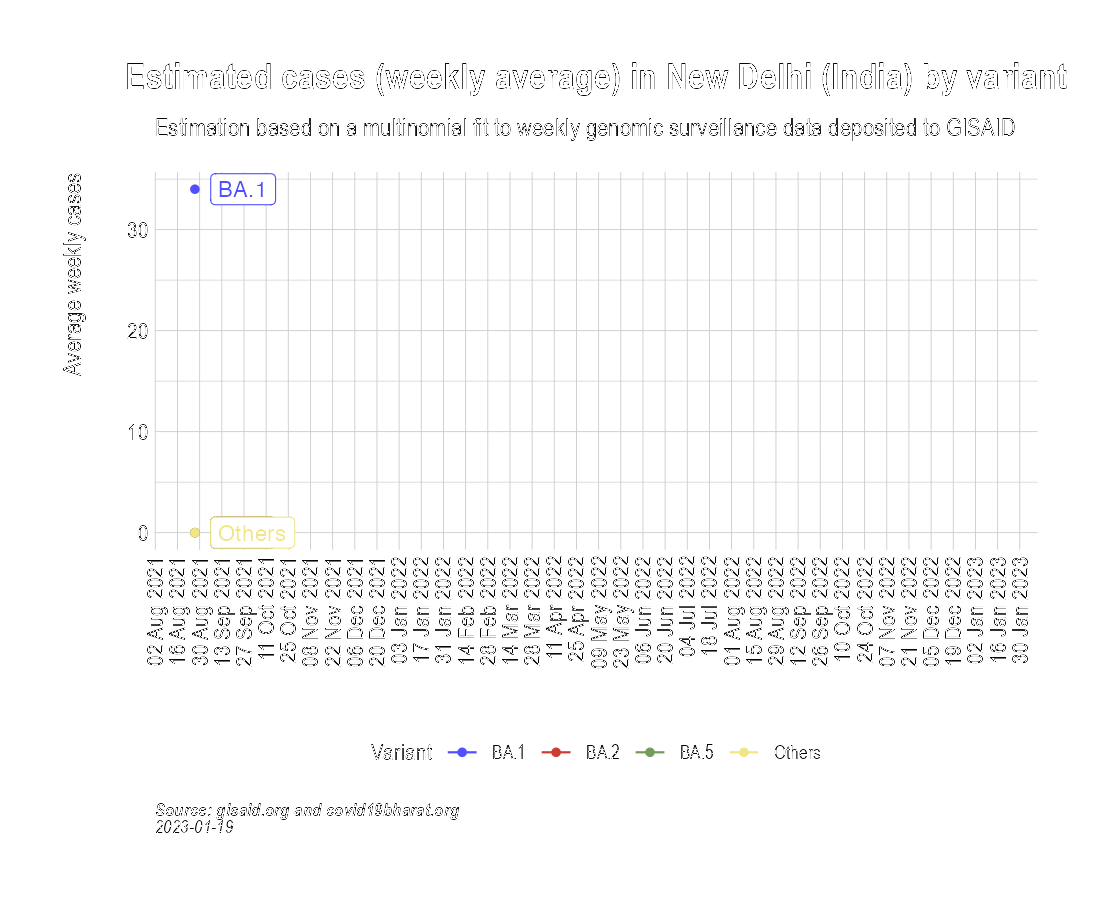 Estimated cases (weekly average) in New Delhi (India) by variant
Estimation based on a multinomial fit to weekly genomic surveillance data deposited to GISAID
Average weekly cases
30
20
10
0
BA.1
Others
02 Aug 2021
16 Aug 2021
30 Aug 2021
13 Sep 2021
27 Sep 2021
11 Oct 2021
25 Oct 2021
08 Nov 2021
22 Nov 2021
06 Dec 2021
20 Dec 2021
03 Jan 2022
17 Jan 2022
31 Jan 2022
14 Feb 2022
28 Feb 2022
14 Mar 2022
28 Mar 2022
11 Apr 2022
25 Apr 2022
09 May 2022
23 May 2022
06 Jun 2022
20 Jun 2022
04 Jul 2022
18 Jul 2022
01 Aug 2022
15 Aug 2022
29 Aug 2022
12 Sep 2022
26 Sep 2022
10 Oct 2022
24 Oct 2022
07 Nov 2022
21 Nov 2022
05 Dec 2022
19 Dec 2022
02 Jan 2023
16 Jan 2023
30 Jan 2023
Variant BA.1 BA.2 BA.5 Others
Source: gisaid.org and covid19bharat.org
2023-01-19